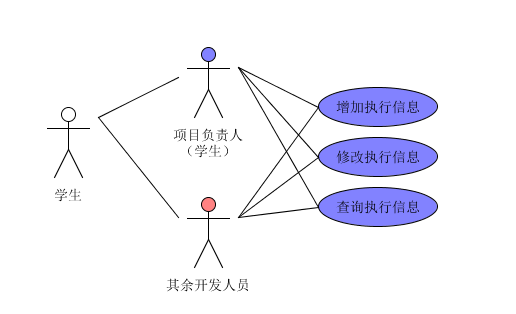 增加执行信息
项目负责人
（学生）
修改执行信息
学生
查询执行信息
其余开发人员